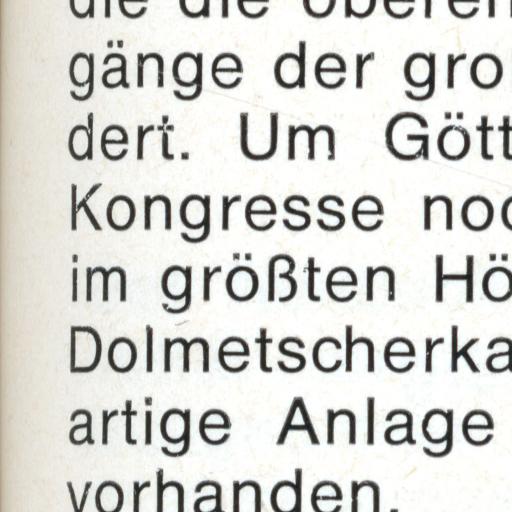 die die oberen
gänge der gro
dert. Um Gött
Kongresse noc
im größten Hö
Dolmetscherka
artige Anlage
vorhanden.